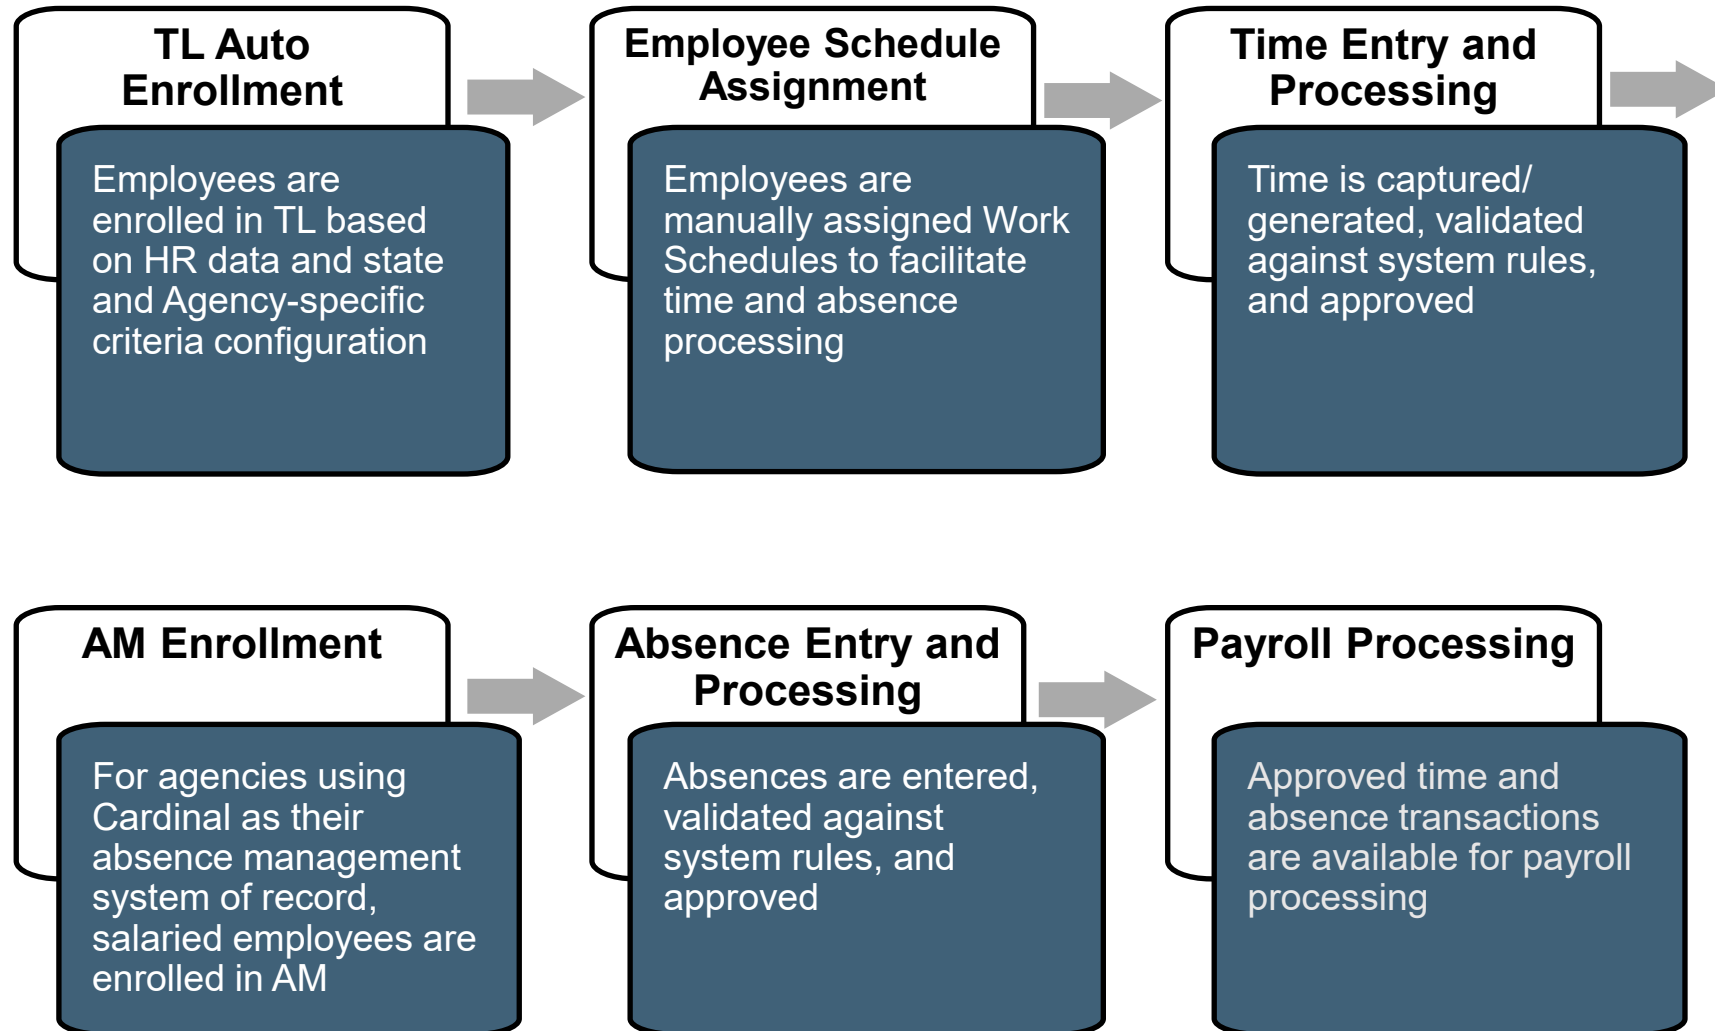 TL Auto
Enrollment
Employees are
enrolled in TL based
on HR data and state
and Agency-specific
criteria configuration
Employee Schedule
Assignment
Employees are
manually assigned Work
Schedules to facilitate
time and absence
processing
Time Entry and
Processing
Time is captured/
generated, validated
against system rules,
and approved
AM Enrollment
For agencies using
Cardinal as their
absence management
system of record,
salaried employees are
enrolled in AM
Absence Entry and
Processing
Absences are entered,
validated against
system rules, and
approved
Payroll Processing
Approved time and
absence transactions
are available for payroll
processing